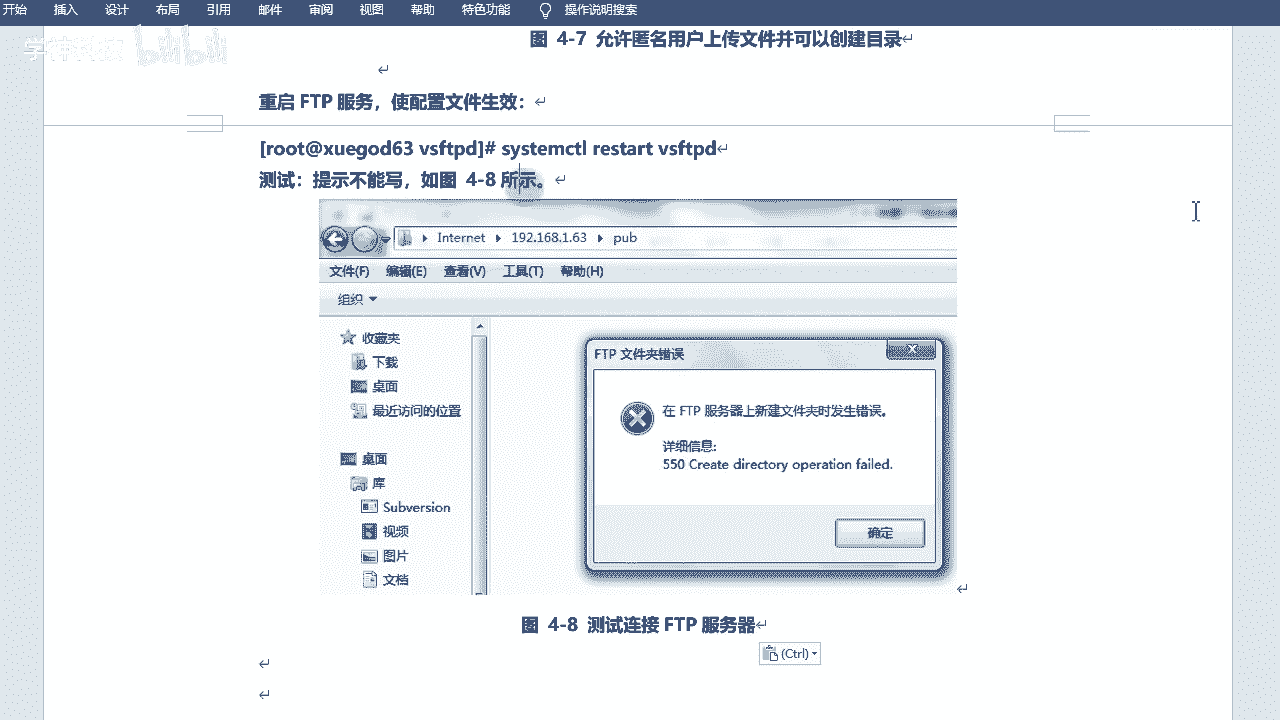 开始 插入 设计 布局 引用 邮件 审阅 视图 帮助 特色功能 操作说明搜索
图 4-7 允许匿名用户上传文件并可以创建目录
重启 FTP 服务，使配置文件生效：
[root@xuegod63 vsftpd]# systemctl restart vsftpd
测试：提示不能写，如图 4-8 所示。
Internet 192.168.1.63 pub
文件(F) 编辑(E) 查看(V) 工具(T) 帮助(H)
组织
收藏夹
下载
桌面
最近访问的位置
桌面
库
Subversion
视频
图片
文档
FTP 文件夹错误
在 FTP 服务器上新建文件夹时发生错误。
详细信息:
550 Create directory operation failed.
确定
图 4-8 测试连接 FTP 服务器
(Ctrl)